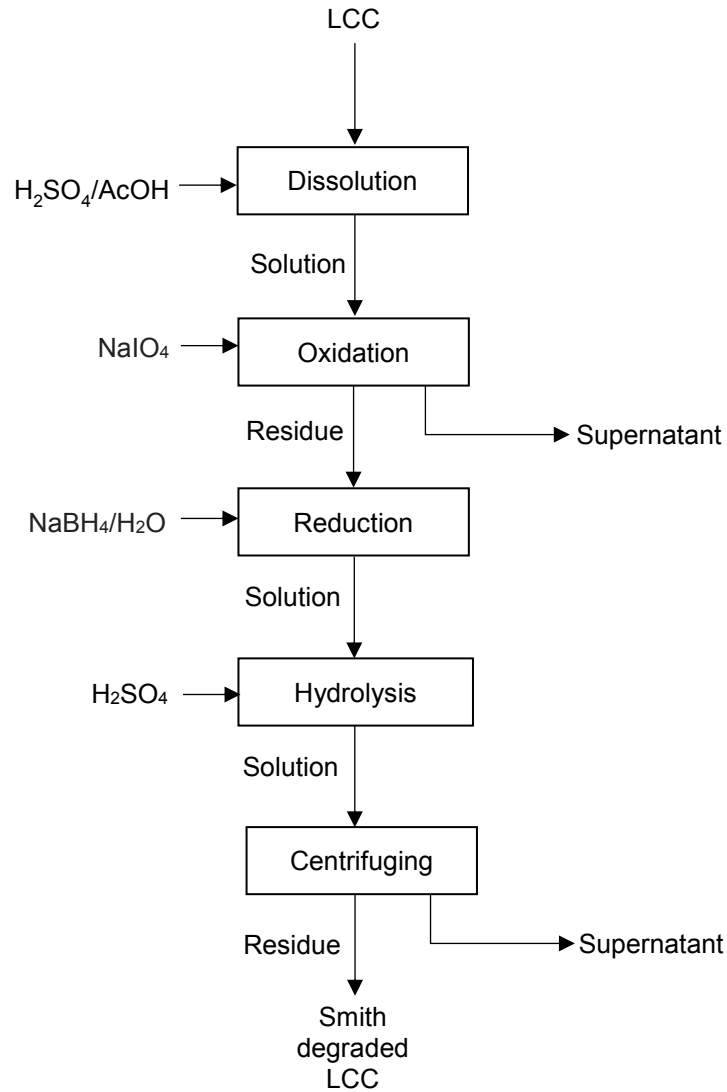 LCC
Dissolution
H₂SO₄/AcOH
Solution
NaIO₄
Oxidation
Residue
Supernatant
NaBH₄/H₂O
Reduction
Solution
H₂SO₄
Hydrolysis
Solution
Centrifuging
Residue
Supernatant
Smith
degraded
LCC